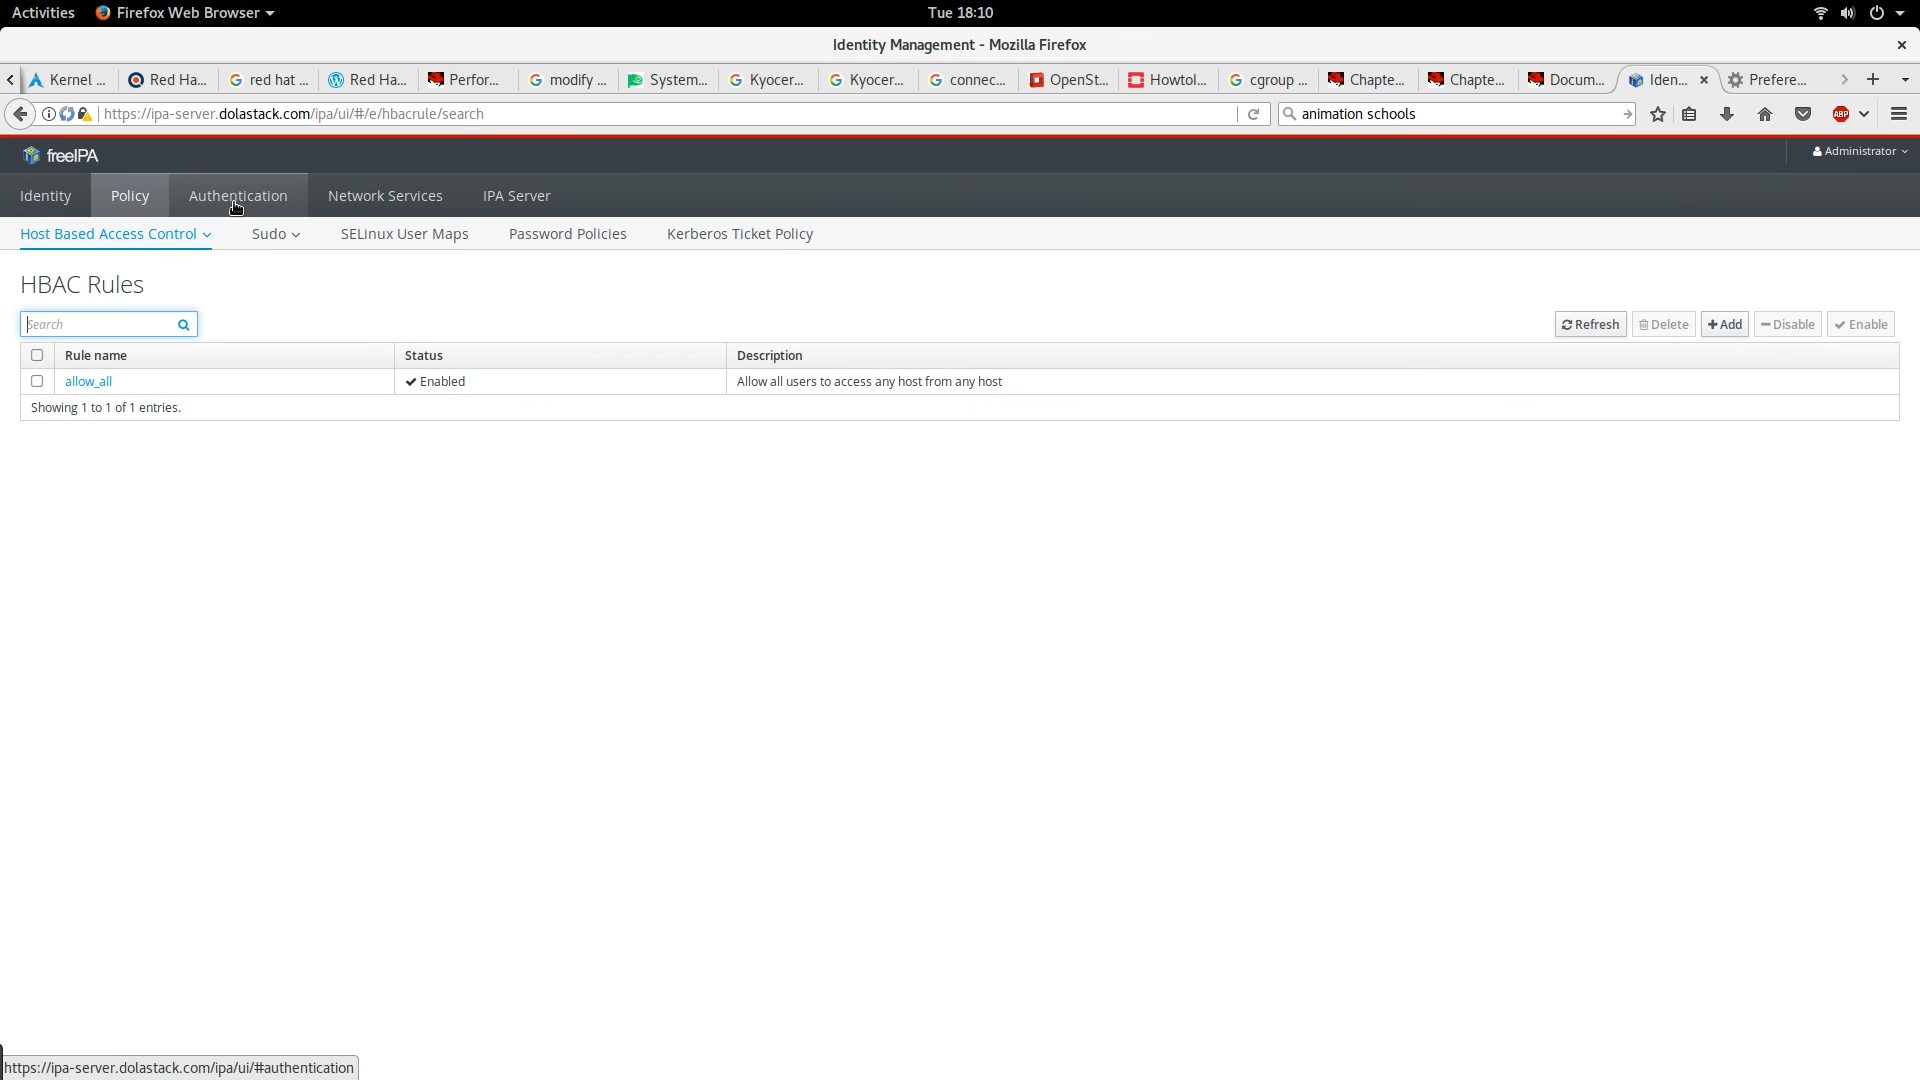 Activities Firefox Web Browser Tue 18:10
Identity Management - Mozilla Firefox
Kernel ... Red Ha... red hat ... Red Ha... Perfor... modify ... System... Kyocer... Kyocer... connec... OpenSt... HowtoI... cgroup ... Chapte... Chapte... Docum... Iden... Prefere...
https://ipa-server.dolastack.com/ipa/ui/#/e/hbacrule/search animation schools ABP
freeIPA Administrator
Identity Policy Authentication Network Services IPA Server
Host Based Access Control Sudo SELinux User Maps Password Policies Kerberos Ticket Policy
HBAC Rules
Search Refresh Delete Add Disable Enable
Rule name Status Description
allow_all Enabled Allow all users to access any host from any host
Showing 1 to 1 of 1 entries.
https://ipa-server.dolastack.com/ipa/ui/#authentication